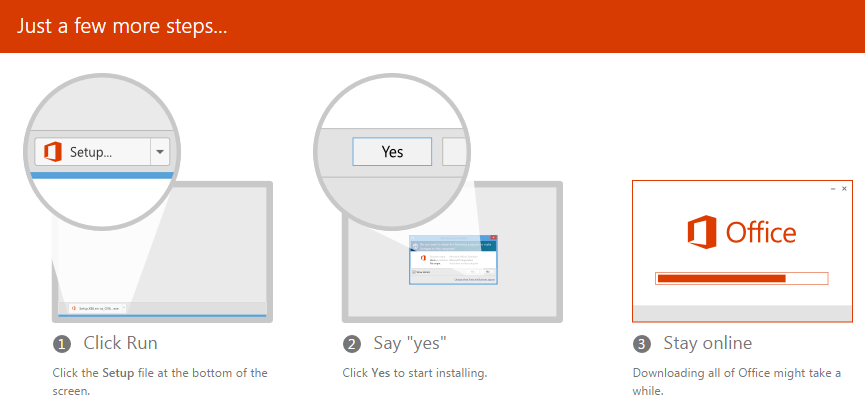 Just a few more steps...
Setup...
Yes
Office
1 Click Run
2 Say "yes"
3 Stay online
Click the Setup file at the bottom of the
screen.
Click Yes to start installing.
Downloading all of Office might take a
while.